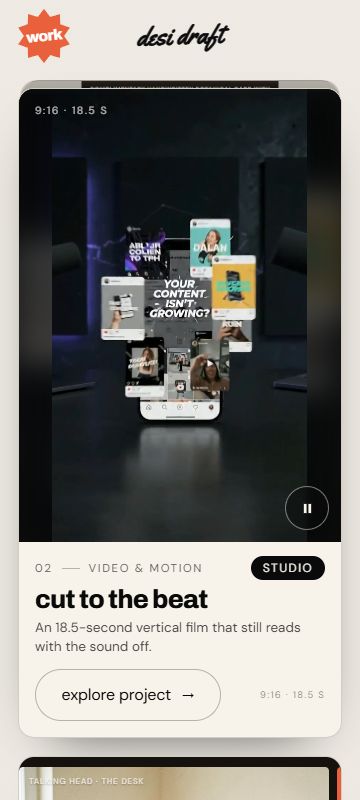 work
desi draft
9:16 · 18.5 S
DALAN
YOUR
CONTENT
- ISN'T
GROWING?
02 — VIDEO & MOTION
STUDIO
cut to the beat
An 18.5-second vertical film that still reads
with the sound off.
explore project →
9:16 · 18.5 S
TALKING HEAD · THE DESK